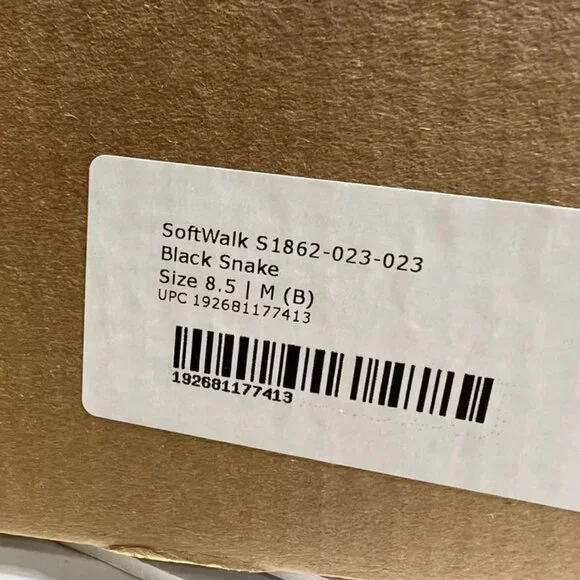 SoftWalk S1862-023-023
Black Snake
Size 8.5 | M (B)
UPC 192681177413
192681177413